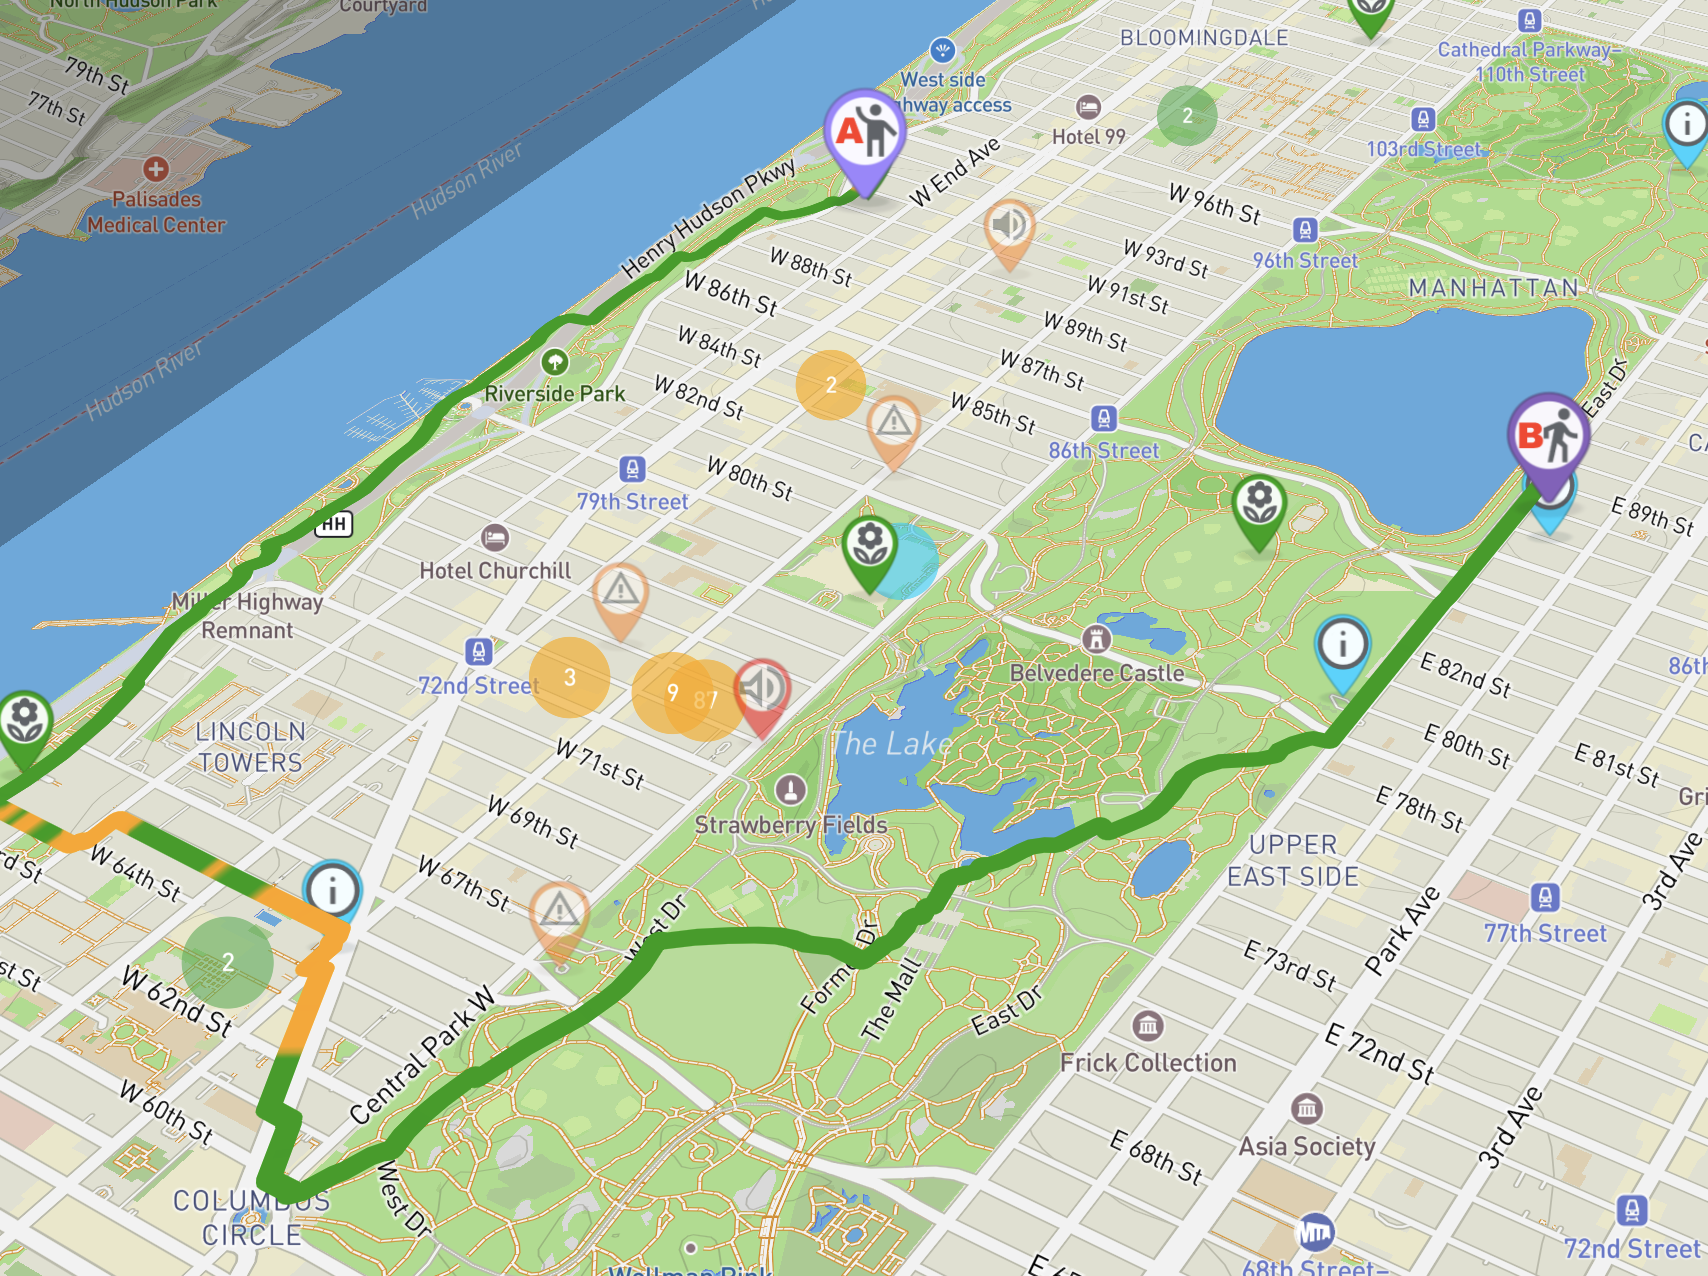 North Hudson Park
Courtyard
Hudson River
BLOOMINGDALE
Cathedral Parkway–
110th Street
79th St
77th St
West side
hway access
Hotel 99
2
103rd Street
Palisades
Medical Center
Hudson River
A
W End Ave
W 96th St
96th Street
Henry Hudson Pkwy
W 93rd St
W 88th St
W 91st St
MANHATTAN
W 86th St
W 89th St
W 84th St
W 87th St
East Dr
Hudson River
Riverside Park
W 82nd St
2
W 85th St
86th Street
B
79th Street
W 80th St
E 89th St
HH
Hotel Churchill
Miller Highway
Remnant
72nd Street
3
9
87
Belvedere Castle
E 82nd St
86th
LINCOLN
TOWERS
The Lake
W 71st St
E 80th St
E 81st St
Strawberry Fields
W 69th St
E 78th St
Gri
rd St
W 64th St
W 67th St
UPPER
EAST SIDE
3rd Ave
77th Street
West Dr
Dr
Form
The Mall
East Dr
E 73rd St
Park Ave
2
st St
W 62nd St
Central Park W
Frick Collection
E 72nd St
W 60th St
Asia Society
E 68th St
3rd Ave
West Dr
COLUMBUS
CIRCLE
MTA
72nd Street
Wollman Rink
68th Street–